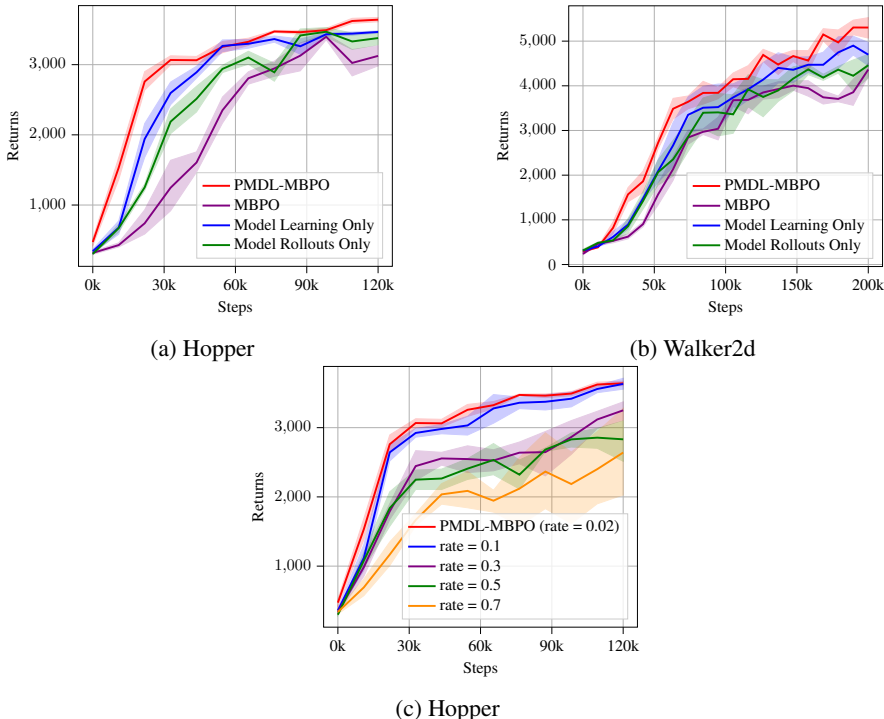 3,000
2,000
1,000
Returns
PMDL-MBPO
MBPO
Model Learning Only
Model Rollouts Only
0k 30k 60k 90k 120k
Steps
(a) Hopper
5,000
4,000
3,000
2,000
1,000
0
Returns
PMDL-MBPO
MBPO
Model Learning Only
Model Rollouts Only
0k 50k 100k 150k 200k
Steps
(b) Walker2d
3,000
2,000
1,000
Returns
PMDL-MBPO (rate = 0.02)
rate = 0.1
rate = 0.3
rate = 0.5
rate = 0.7
0k 30k 60k 90k 120k
Steps
(c) Hopper